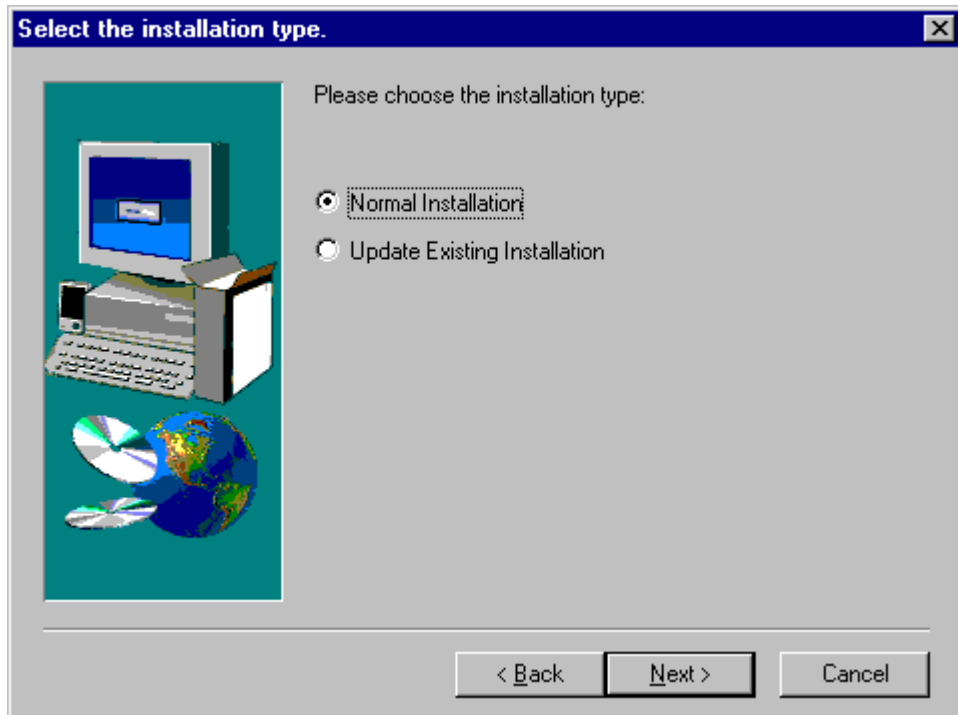 Select the installation type.
Please choose the installation type:
Normal Installation
Update Existing Installation
< Back
Next >
Cancel